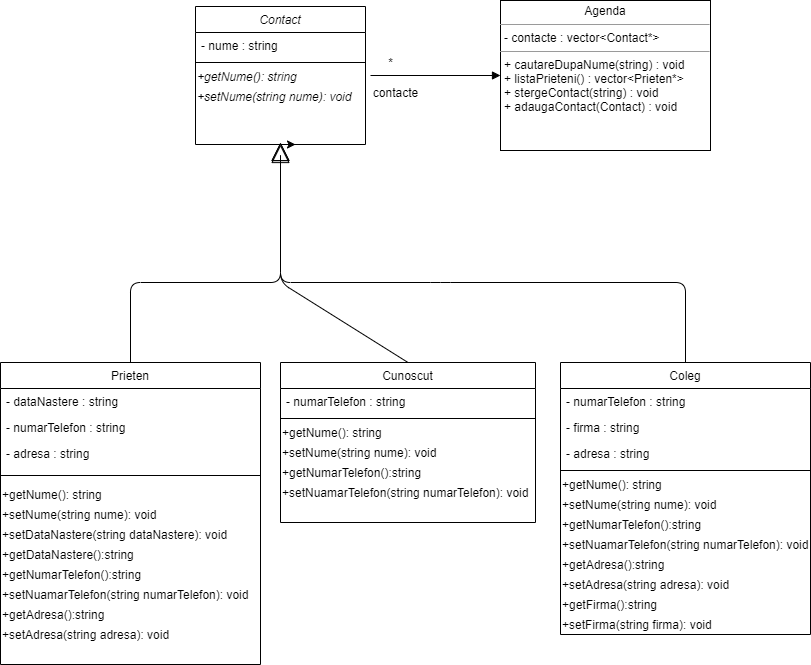 Contact
- nume : string
+getNume(): string
+setNume(string nume): void
*
contacte
Agenda
- contacte : vector<Contact*>
+ cautareDupaNume(string) : void
+ listaPrieteni() : vector<Prieten*>
+ stergeContact(string) : void
+ adaugaContact(Contact) : void
Prieten
- dataNastere : string
- numarTelefon : string
- adresa : string
+getNume(): string
+setNume(string nume): void
+setDataNastere(string dataNastere): void
+getDataNastere():string
+getNumarTelefon():string
+setNuamarTelefon(string numarTelefon): void
+getAdresa():string
+setAdresa(string adresa): void
Cunoscut
- numarTelefon : string
+getNume(): string
+setNume(string nume): void
+getNumarTelefon():string
+setNuamarTelefon(string numarTelefon): void
Coleg
- numarTelefon : string
- firma : string
- adresa : string
+getNume(): string
+setNume(string nume): void
+getNumarTelefon():string
+setNuamarTelefon(string numarTelefon): void
+getAdresa():string
+setAdresa(string adresa): void
+getFirma():string
+setFirma(string firma): void